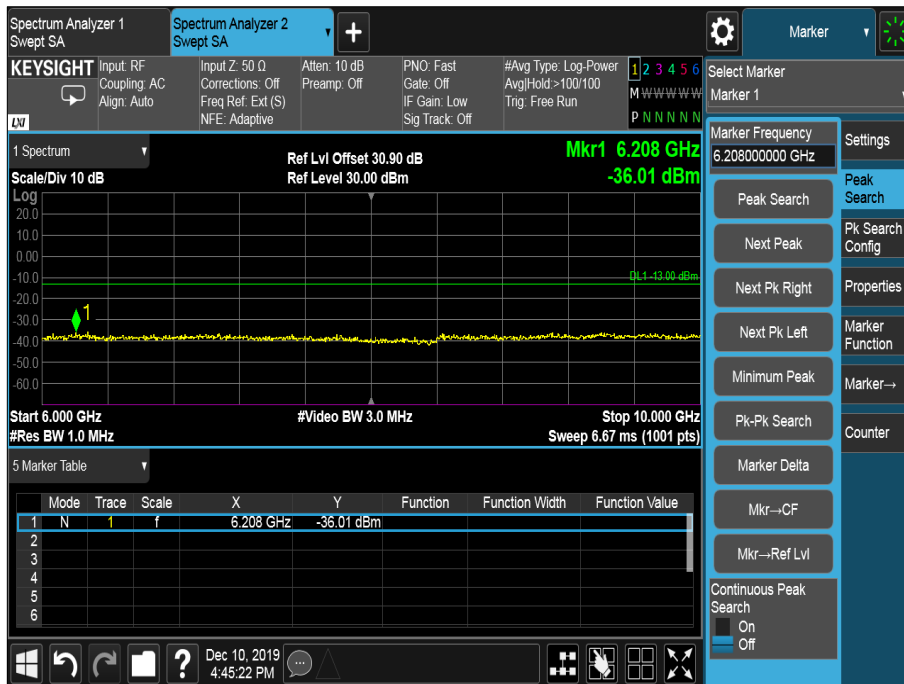 Spectrum Analyzer 1
Swept SA
Spectrum Analyzer 2
Swept SA
Marker
KEYSIGHT
LXI
Input: RF
Coupling: AC
Align: Auto
Input Z: 50 Ω
Corrections: Off
Freq Ref: Ext (S)
NFE: Adaptive
Atten: 10 dB
Preamp: Off
PNO: Fast
Gate: Off
IF Gain: Low
Sig Track: Off
#Avg Type: Log-Power
Avg|Hold:>100/100
Trig: Free Run
1 2 3 4 5 6
M W W W W W W
P N N N N N
Select Marker
Marker 1
1 Spectrum
Scale/Div 10 dB
Ref Lvl Offset 30.90 dB
Ref Level 30.00 dBm
Mkr1 6.208 GHz
-36.01 dBm
Log
20.0
10.0
0.00
-10.0
-20.0
-30.0
-40.0
-50.0
-60.0
DL1 -13.00 dBm
1
Start 6.000 GHz
#Res BW 1.0 MHz
#Video BW 3.0 MHz
Stop 10.000 GHz
Sweep 6.67 ms (1001 pts)
Marker Frequency
6.208000000 GHz
Peak Search
Next Peak
Next Pk Right
Next Pk Left
Minimum Peak
Pk-Pk Search
Marker Delta
Mkr→CF
Mkr→Ref Lvl
Continuous Peak
Search
On
Off
Settings
Peak
Search
Pk Search
Config
Properties
Marker
Function
Marker→
Counter
5 Marker Table
Mode Trace Scale X Y Function Function Width Function Value
1 N 1 f 6.208 GHz -36.01 dBm
2
3
4
5
6
?
Dec 10, 2019
4:45:22 PM